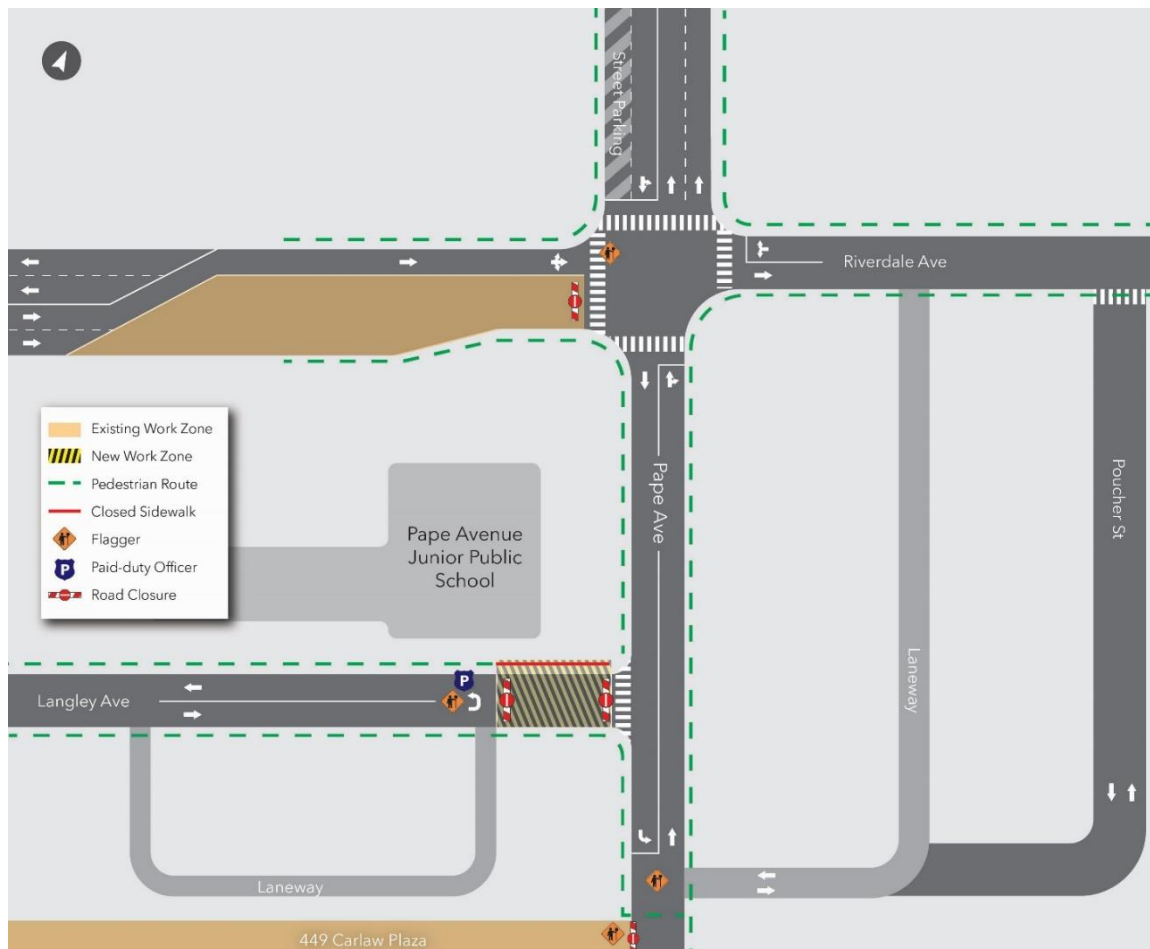 Street Parking
Riverdale Ave
Existing Work Zone
New Work Zone
Pedestrian Route
Closed Sidewalk
Flagger
P
Paid-duty Officer
Road Closure
Pape Avenue
Junior Public
School
Pape Ave
Poucher St
Laneway
P
Langley Ave
Laneway
449 Carlaw Plaza